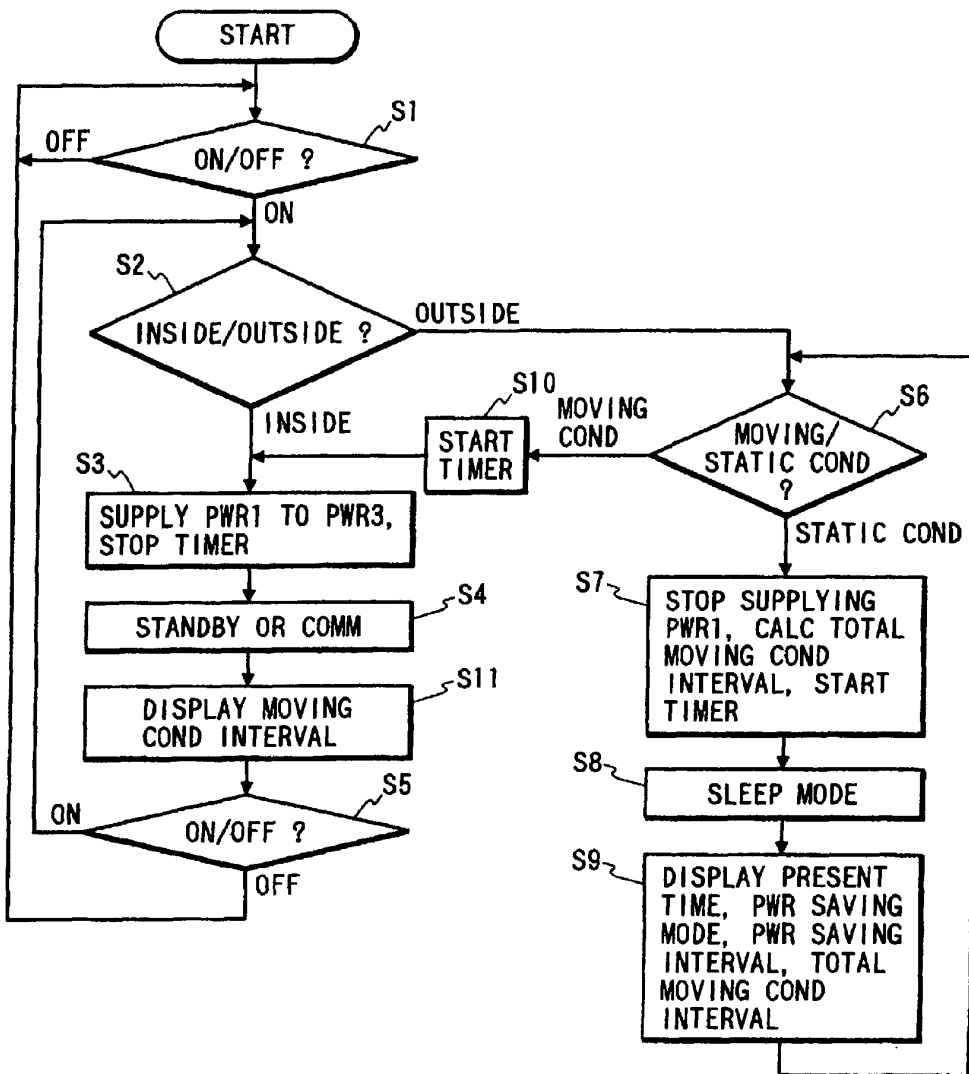 START
S1
OFF
ON/OFF ?
ON
S2
INSIDE/OUTSIDE ?
OUTSIDE
INSIDE
S10
START
TIMER
MOVING
COND
S6
MOVING/
STATIC COND
?
STATIC COND
S3
SUPPLY PWR1 TO PWR3,
STOP TIMER
S4
STANDBY OR COMM
S11
DISPLAY MOVING
COND INTERVAL
S5
ON
ON/OFF ?
OFF
S7
STOP SUPPLYING
PWR1, CALC TOTAL
MOVING COND
INTERVAL, START
TIMER
S8
SLEEP MODE
S9
DISPLAY PRESENT
TIME, PWR SAVING
MODE, PWR SAVING
INTERVAL, TOTAL
MOVING COND
INTERVAL